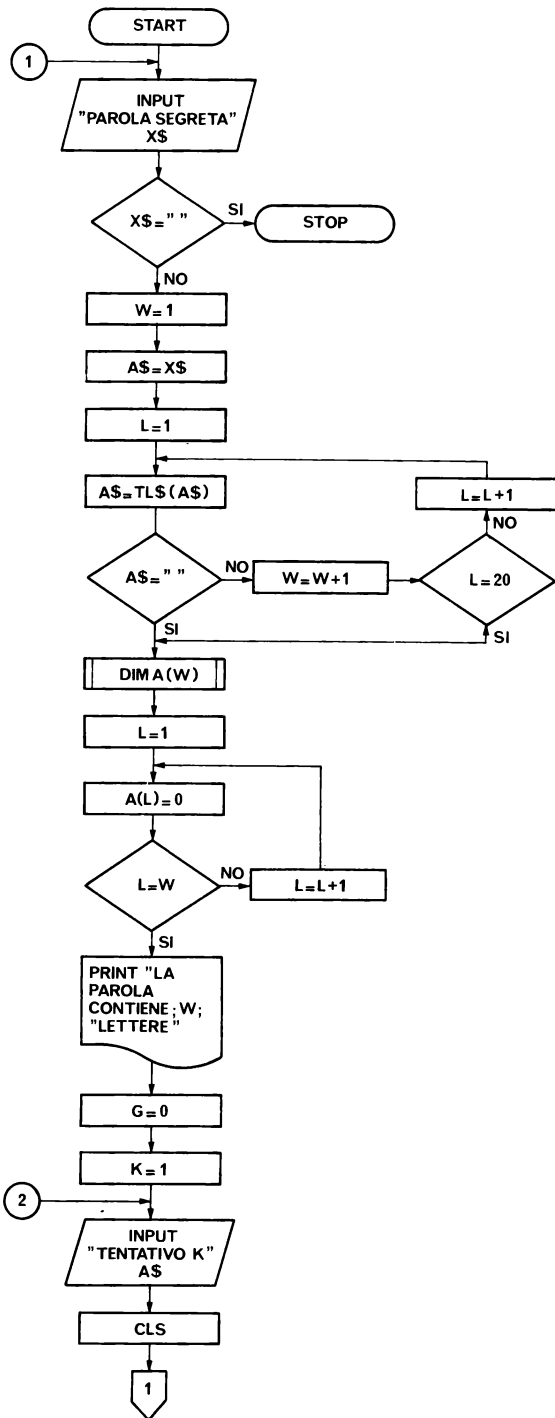 START
1
INPUT
"PAROLA SEGRETA"
X$
X$=" "
SI
STOP
NO
W=1
A$=X$
L=1
A$=TL$(A$)
L=L+1
NO
A$=" "
NO
W=W+1
L=20
SI
SI
DIM A(W)
L=1
A(L)=0
L=W
NO
L=L+1
SI
PRINT "LA
PAROLA
CONTIENE;W;
"LETTERE"
G=0
K=1
2
INPUT
"TENTATIVO K"
A$
CLS
1